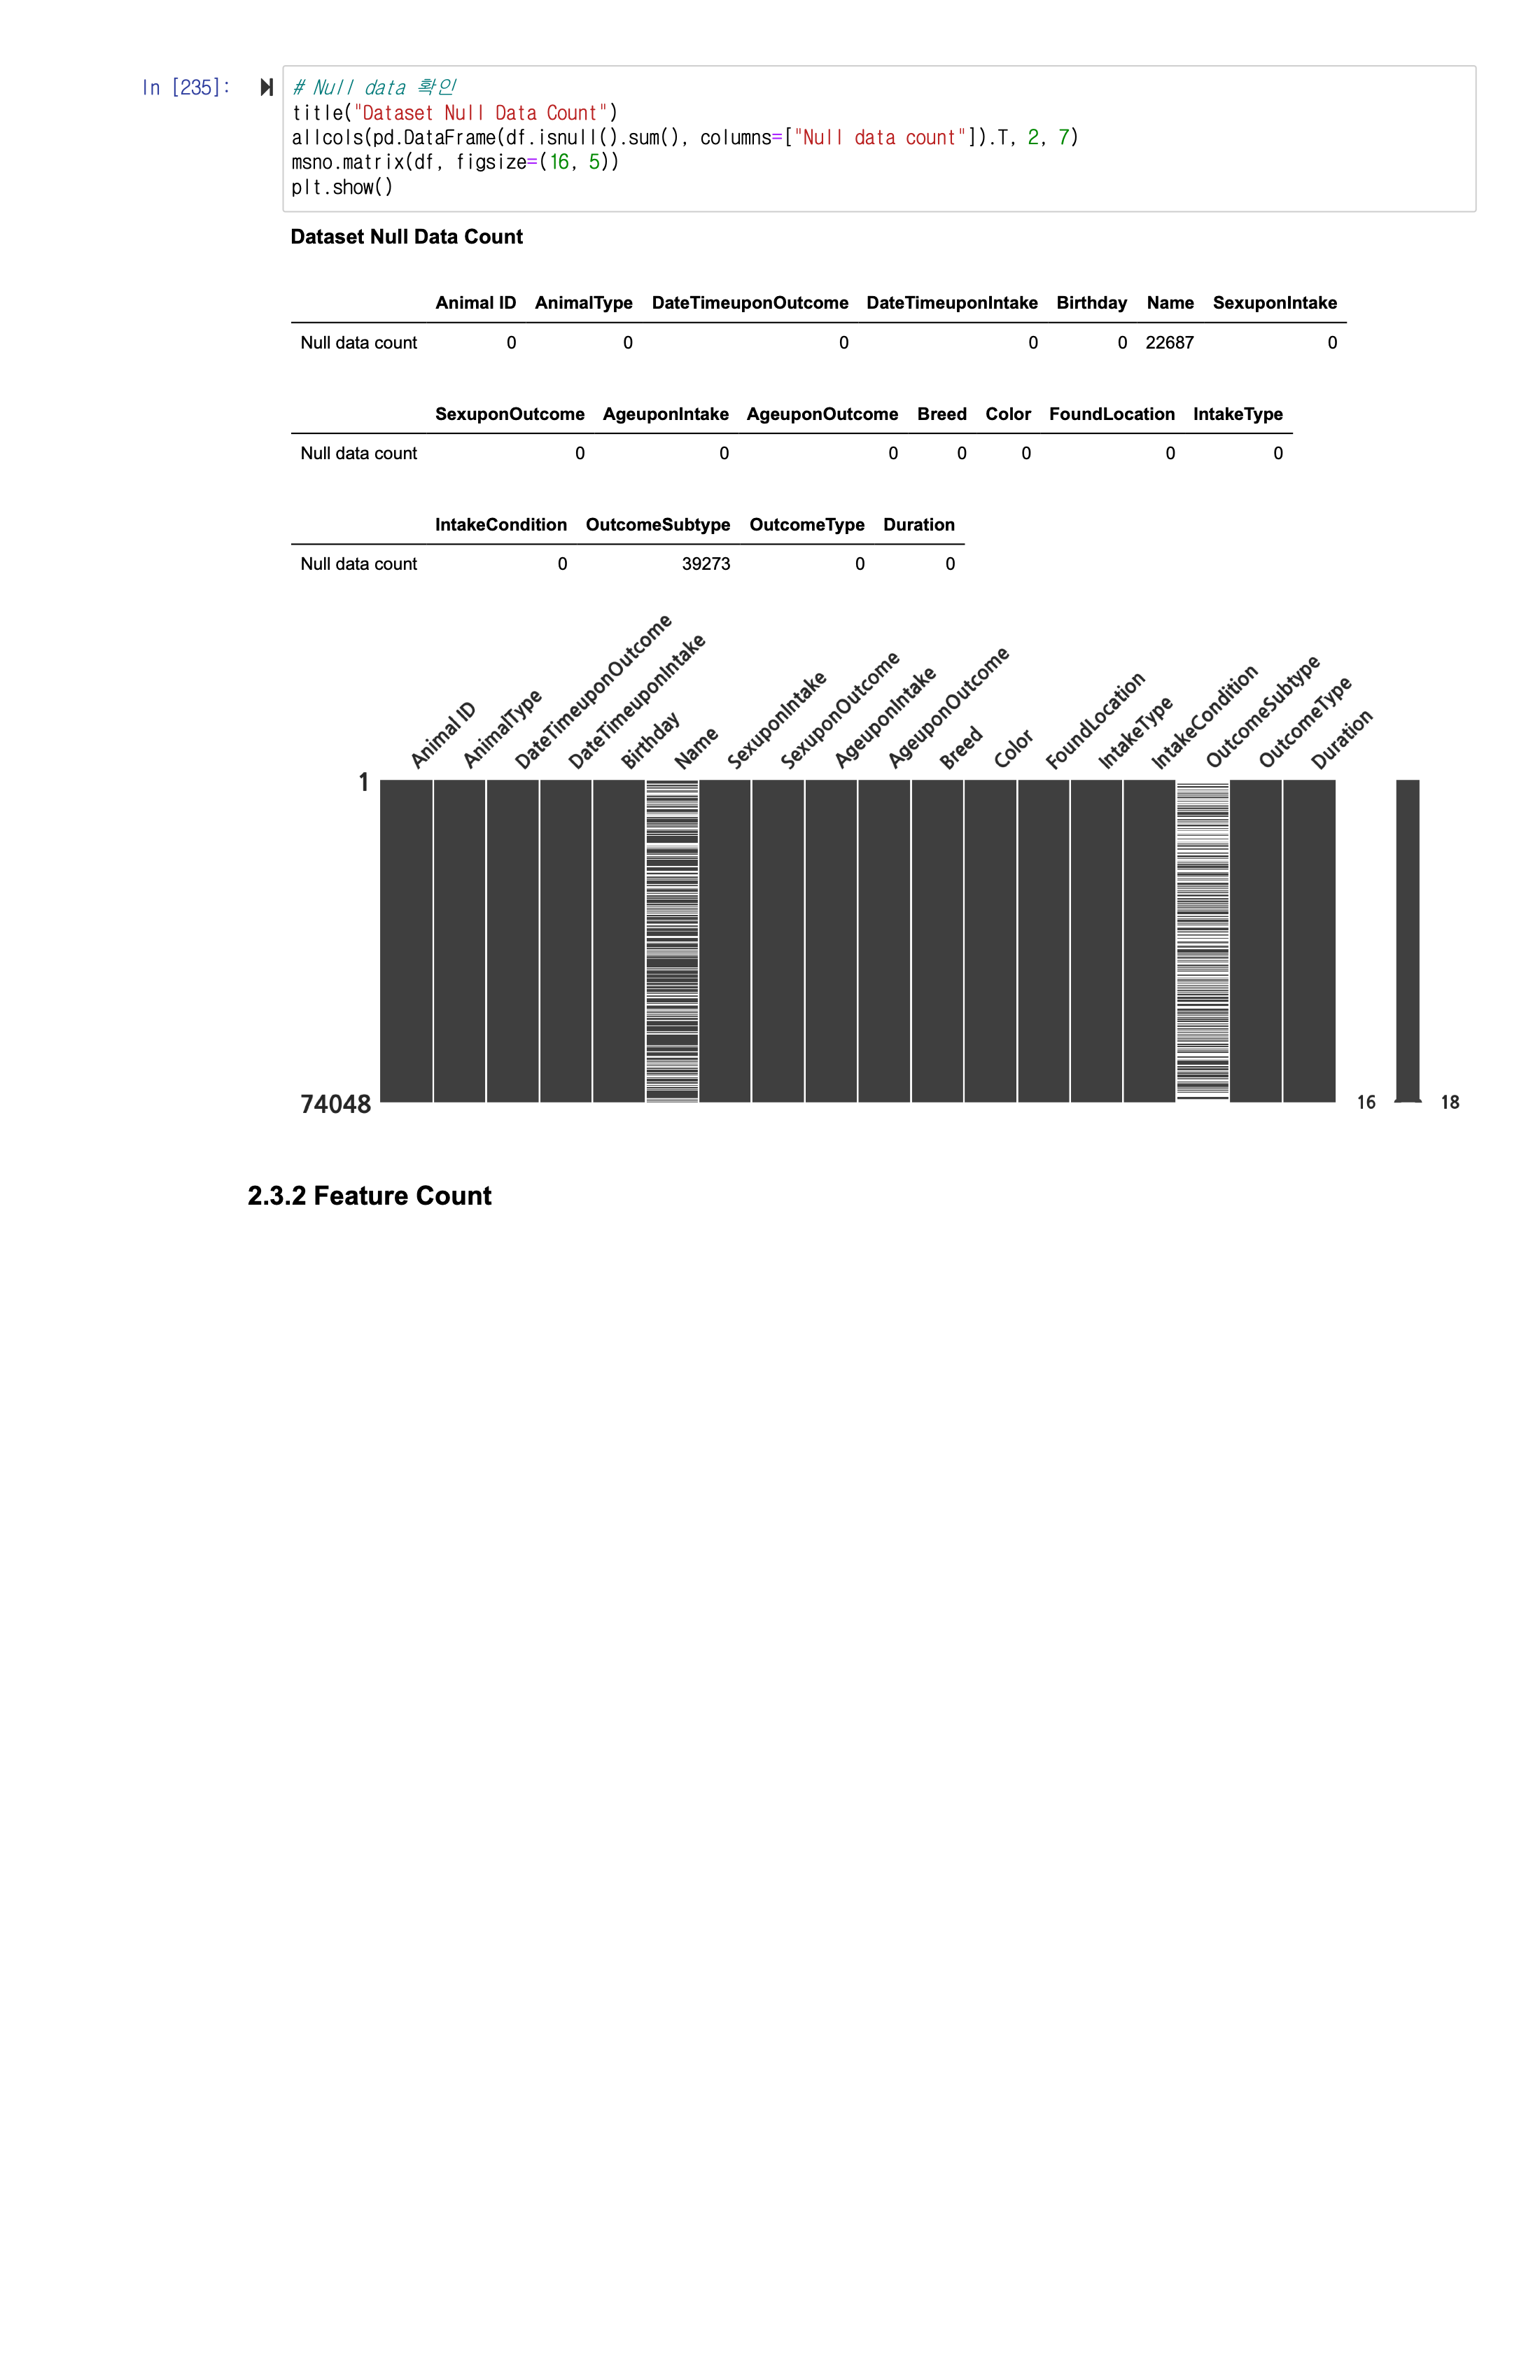 In [235]:
# Null data 확인
title("Dataset Null Data Count")
allcols(pd.DataFrame(df.isnull().sum(), columns=["Null data count"]).T, 2, 7)
msno.matrix(df, figsize=(16, 5))
plt.show()
Dataset Null Data Count
Animal ID AnimalType DateTimeuponOutcome DateTimeuponIntake Birthday Name SexuponIntake
Null data count 0 0 0 0 0 22687 0
SexuponOutcome AgeuponIntake AgeuponOutcome Breed Color FoundLocation IntakeType
Null data count 0 0 0 0 0 0 0
IntakeCondition OutcomeSubtype OutcomeType Duration
Null data count 0 39273 0 0
Animal ID
AnimalType
DateTimeuponOutcome
DateTimeuponIntake
Birthday
Name
SexuponIntake
SexuponOutcome
AgeuponIntake
AgeuponOutcome
Breed
Color
FoundLocation
IntakeType
IntakeCondition
OutcomeSubtype
OutcomeType
Duration
1
74048
16 18
2.3.2 Feature Count